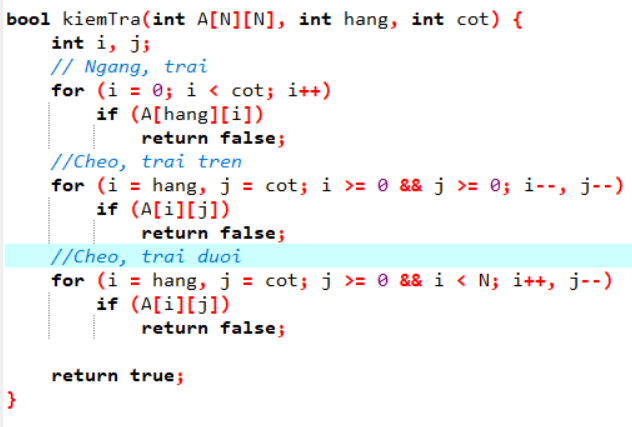 bool kiemTra(int A[N][N], int hang, int cot) {
    int i, j;
    // Ngang, trai
    for (i = 0; i < cot; i++)
        if (A[hang][i])
            return false;
    //Cheo, trai tren
    for (i = hang, j = cot; i >= 0 && j >= 0; i--, j--)
        if (A[i][j])
            return false;
    //Cheo, trai duoi
    for (i = hang, j = cot; j >= 0 && i < N; i++, j--)
        if (A[i][j])
            return false;

    return true;
}